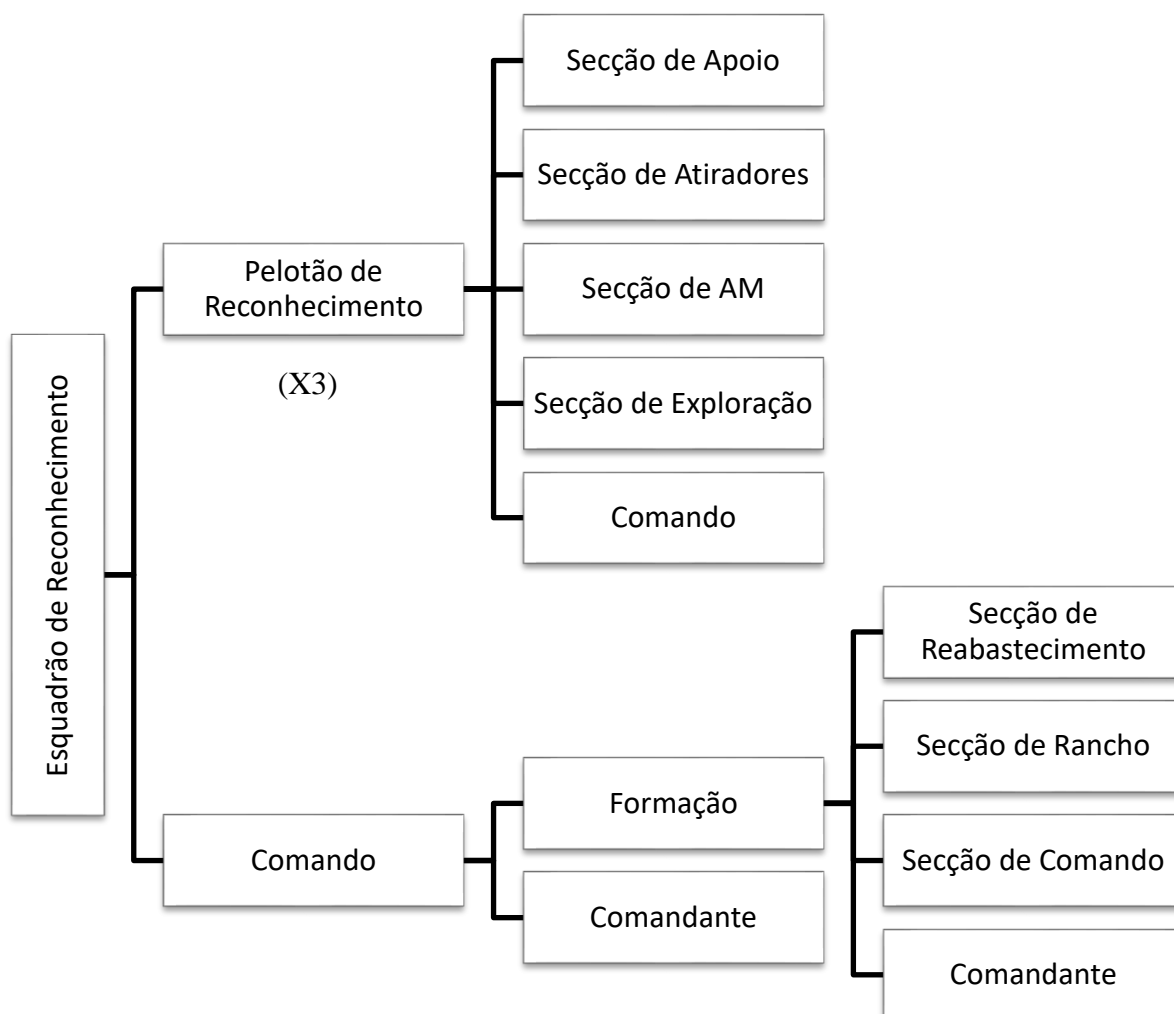 Secção de Apoio
Secção de Atiradores
Pelotão de
Reconhecimento
Secção de AM
(X3)
Secção de Exploração
Esquadrão de Reconhecimento
Comando
Secção de
Reabastecimento
Secção de Rancho
Formação
Comando
Secção de Comando
Comandante
Comandante